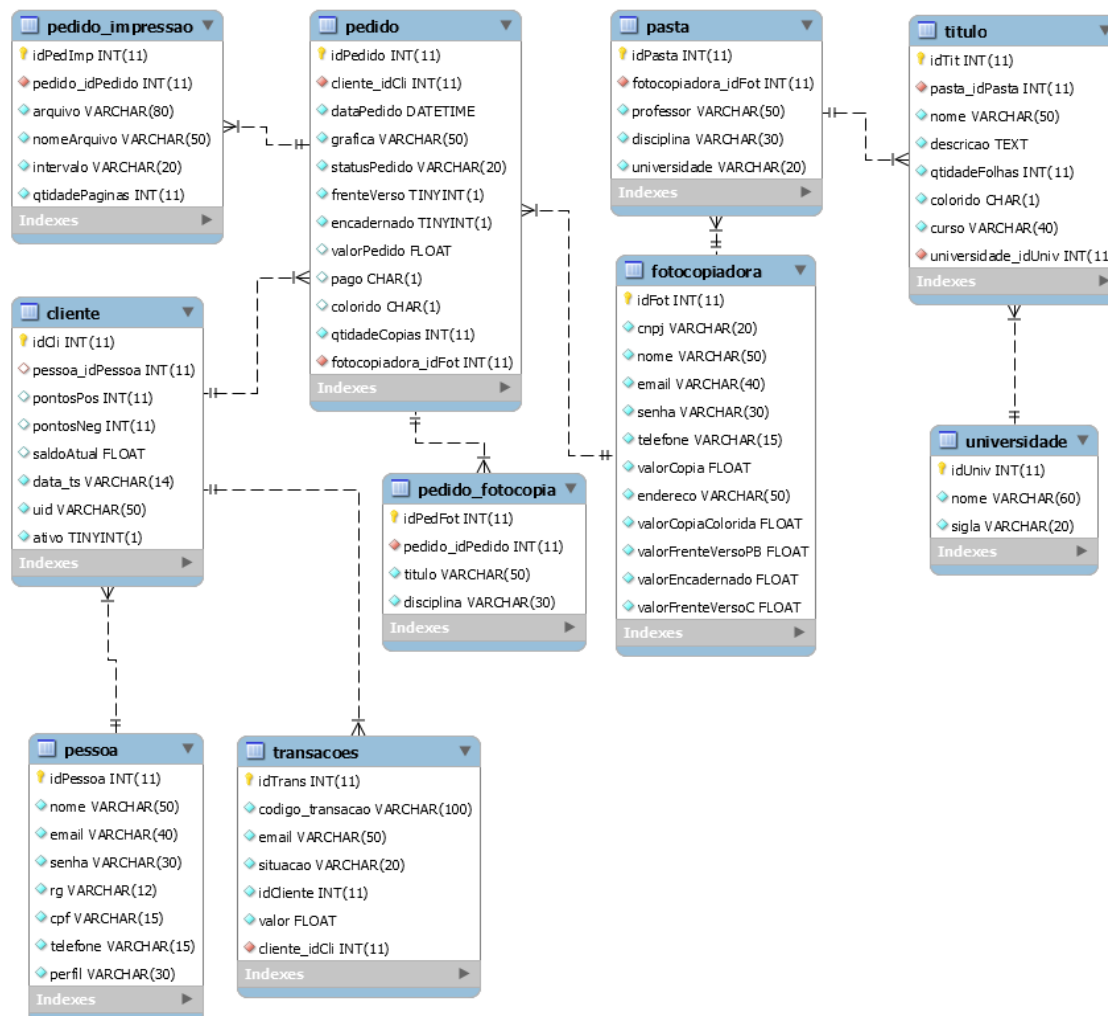 pedido_impressao
idPedImp INT(11)
pedido_idPedido INT(11)
arquivo VARCHAR(80)
nomeArquivo VARCHAR(50)
intervalo VARCHAR(20)
qtidadePaginas INT(11)
Indexes
pedido
idPedido INT(11)
cliente_idCli INT(11)
dataPedido DATETIME
grafica VARCHAR(50)
statusPedido VARCHAR(20)
frenteVerso TINYINT(1)
encadernado TINYINT(1)
valorPedido FLOAT
pago CHAR(1)
colorido CHAR(1)
qtidadeCopias INT(11)
fotocopiadora_idFot INT(11)
Indexes
pasta
idPasta INT(11)
fotocopiadora_idFot INT(11)
professor VARCHAR(50)
disciplina VARCHAR(30)
universidade VARCHAR(20)
Indexes
titulo
idTit INT(11)
pasta_idPasta INT(11)
nome VARCHAR(50)
descricao TEXT
qtidadeFolhas INT(11)
colorido CHAR(1)
curso VARCHAR(40)
universidade_idUniv INT(11
Indexes
cliente
idCli INT(11)
pessoa_idPessoa INT(11)
pontosPos INT(11)
pontosNeg INT(11)
saldoAtual FLOAT
data_ts VARCHAR(14)
uid VARCHAR(50)
ativo TINYINT(1)
Indexes
fotocopiadora
idFot INT(11)
cnpj VARCHAR(20)
nome VARCHAR(50)
email VARCHAR(40)
senha VARCHAR(30)
telefone VARCHAR(15)
valorCopia FLOAT
endereco VARCHAR(50)
valorCopiaColorida FLOAT
valorFrenteVersoPB FLOAT
valorEncadernado FLOAT
valorFrenteVersoC FLOAT
Indexes
universidade
idUniv INT(11)
nome VARCHAR(60)
sigla VARCHAR(20)
Indexes
pedido_fotocopia
idPedFot INT(11)
pedido_idPedido INT(11)
titulo VARCHAR(50)
disciplina VARCHAR(30)
Indexes
pessoa
idPessoa INT(11)
nome VARCHAR(50)
email VARCHAR(40)
senha VARCHAR(30)
rg VARCHAR(12)
cpf VARCHAR(15)
telefone VARCHAR(15)
perfil VARCHAR(30)
Indexes
transacoes
idTrans INT(11)
codigo_transacao VARCHAR(100)
email VARCHAR(50)
situacao VARCHAR(20)
idCliente INT(11)
valor FLOAT
cliente_idCli INT(11)
Indexes